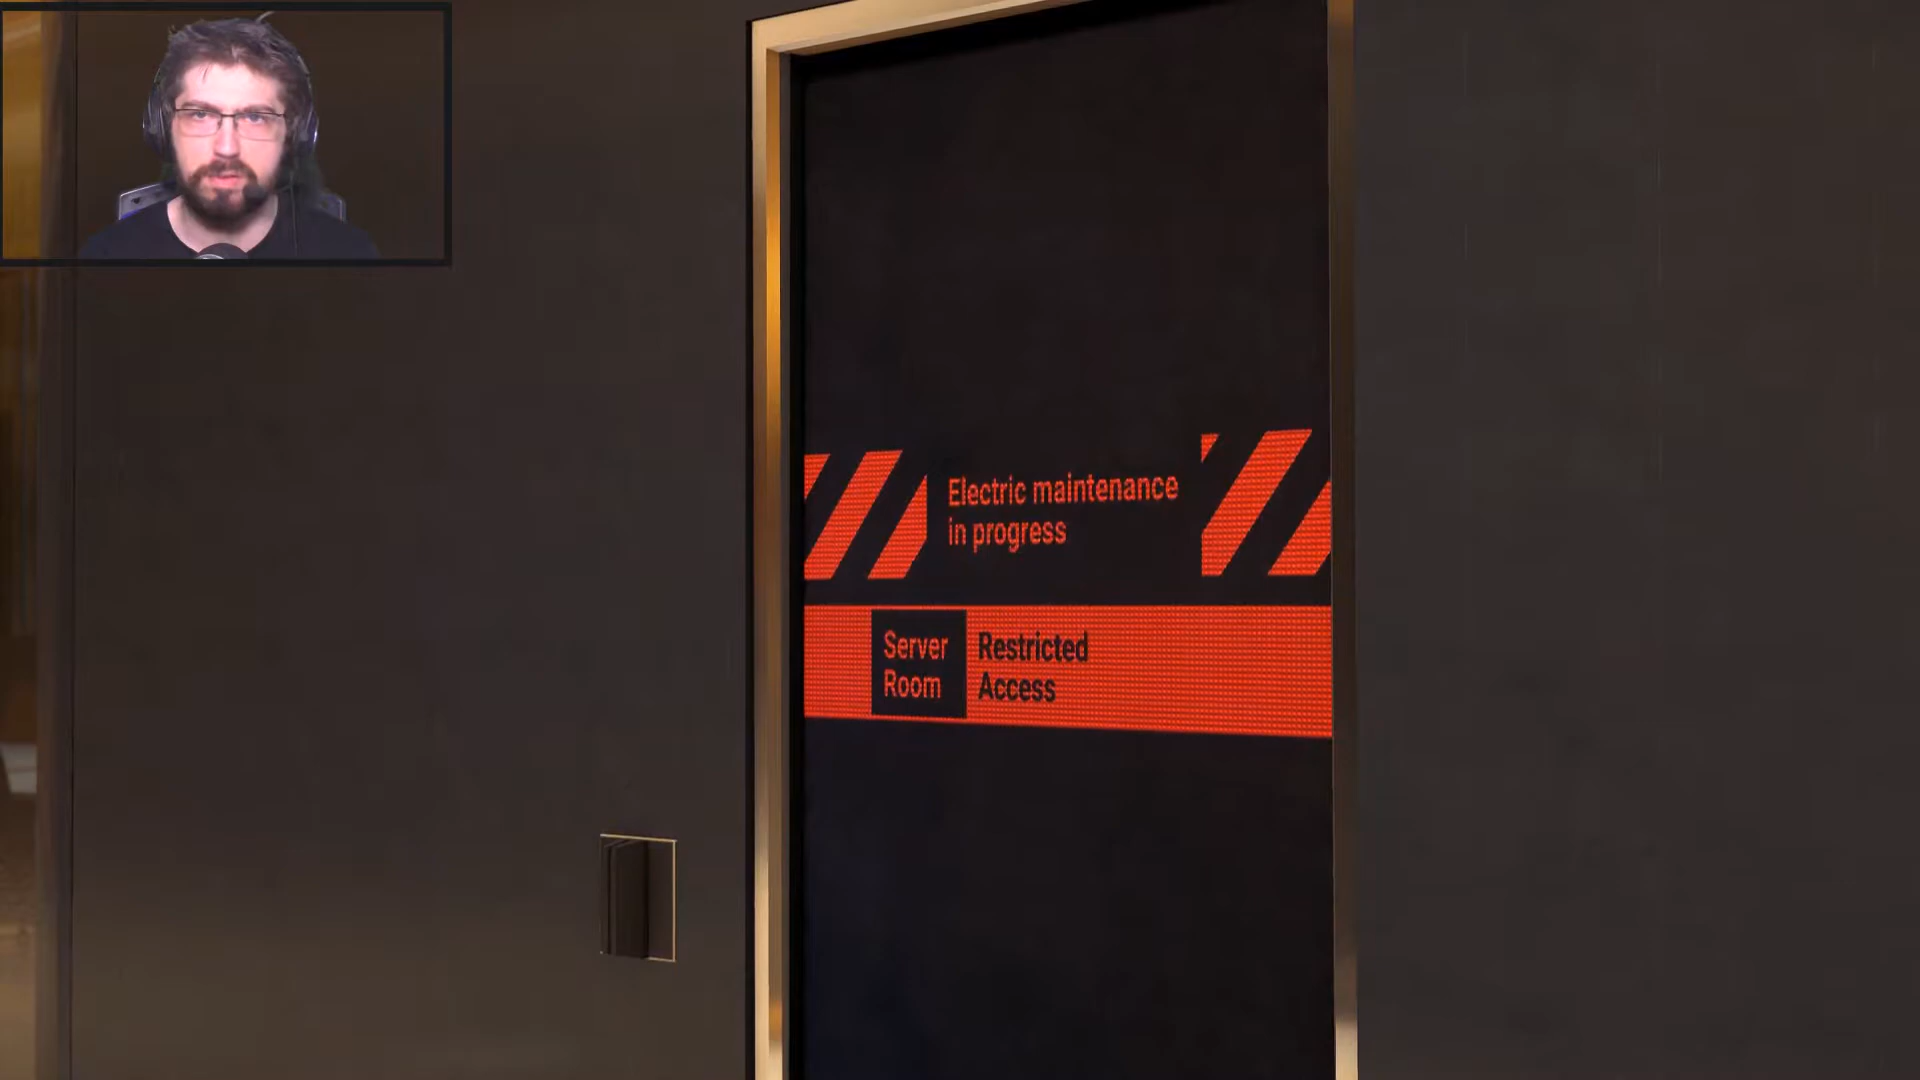 Electric maintenance
in progress
Server
Room
Restricted
Access